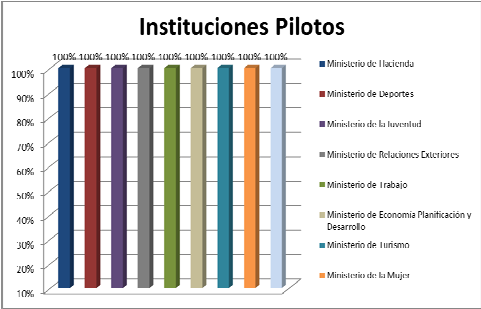 Instituciones Pilotos
100% 100% 100% 100% 100% 100% 100% 100% 100%
100%
90%
80%
70%
60%
50%
40%
30%
20%
10%
Ministerio de Hacienda
Ministerio de Deportes
Ministerio de la Juventud
Ministerio de Relaciones Exteriores
Ministerio de Trabajo
Ministerio de Economía Planificación y
Desarrollo
Ministerio de Turismo
Ministerio de la Mujer